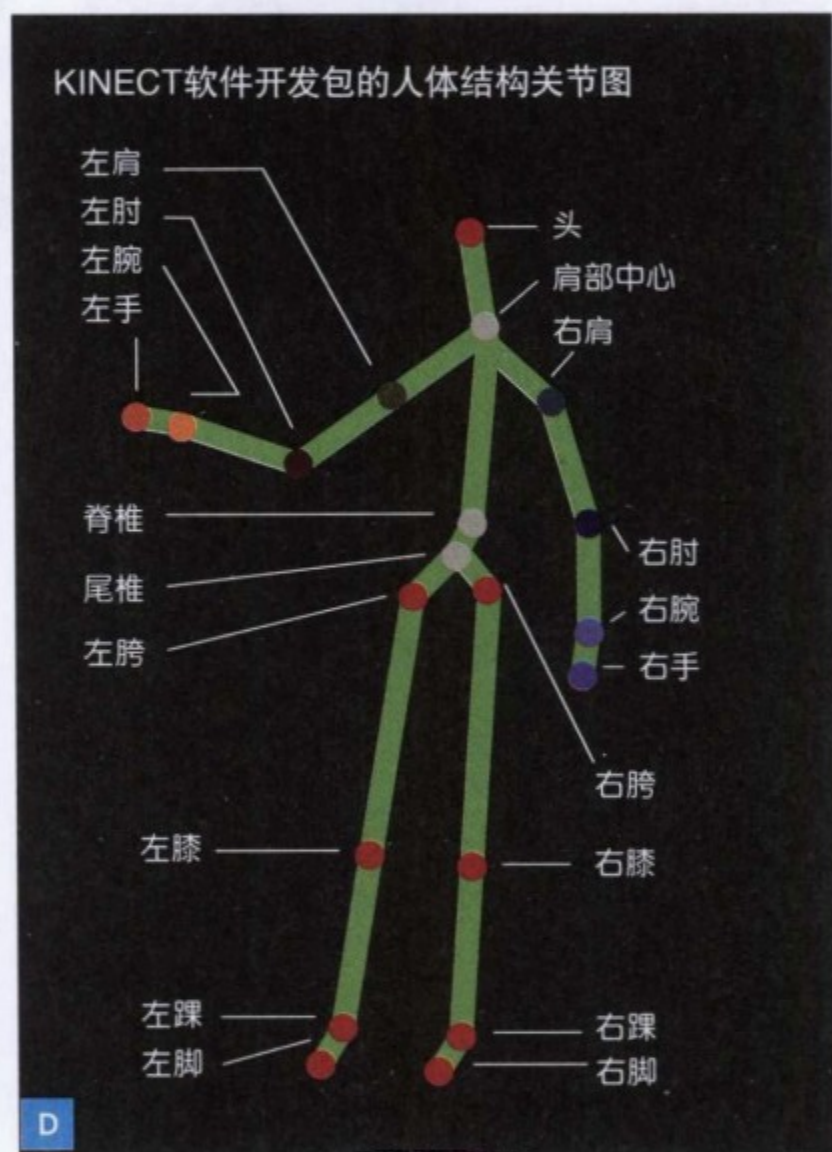 KINECT软件开发包的人体结构关节图
左肩
左肘
左腕
左手
头
肩部中心
右肩
脊椎
尾椎
左胯
右肘
右腕
右手
右胯
左膝
右膝
左踝
左脚
右踝
右脚
D